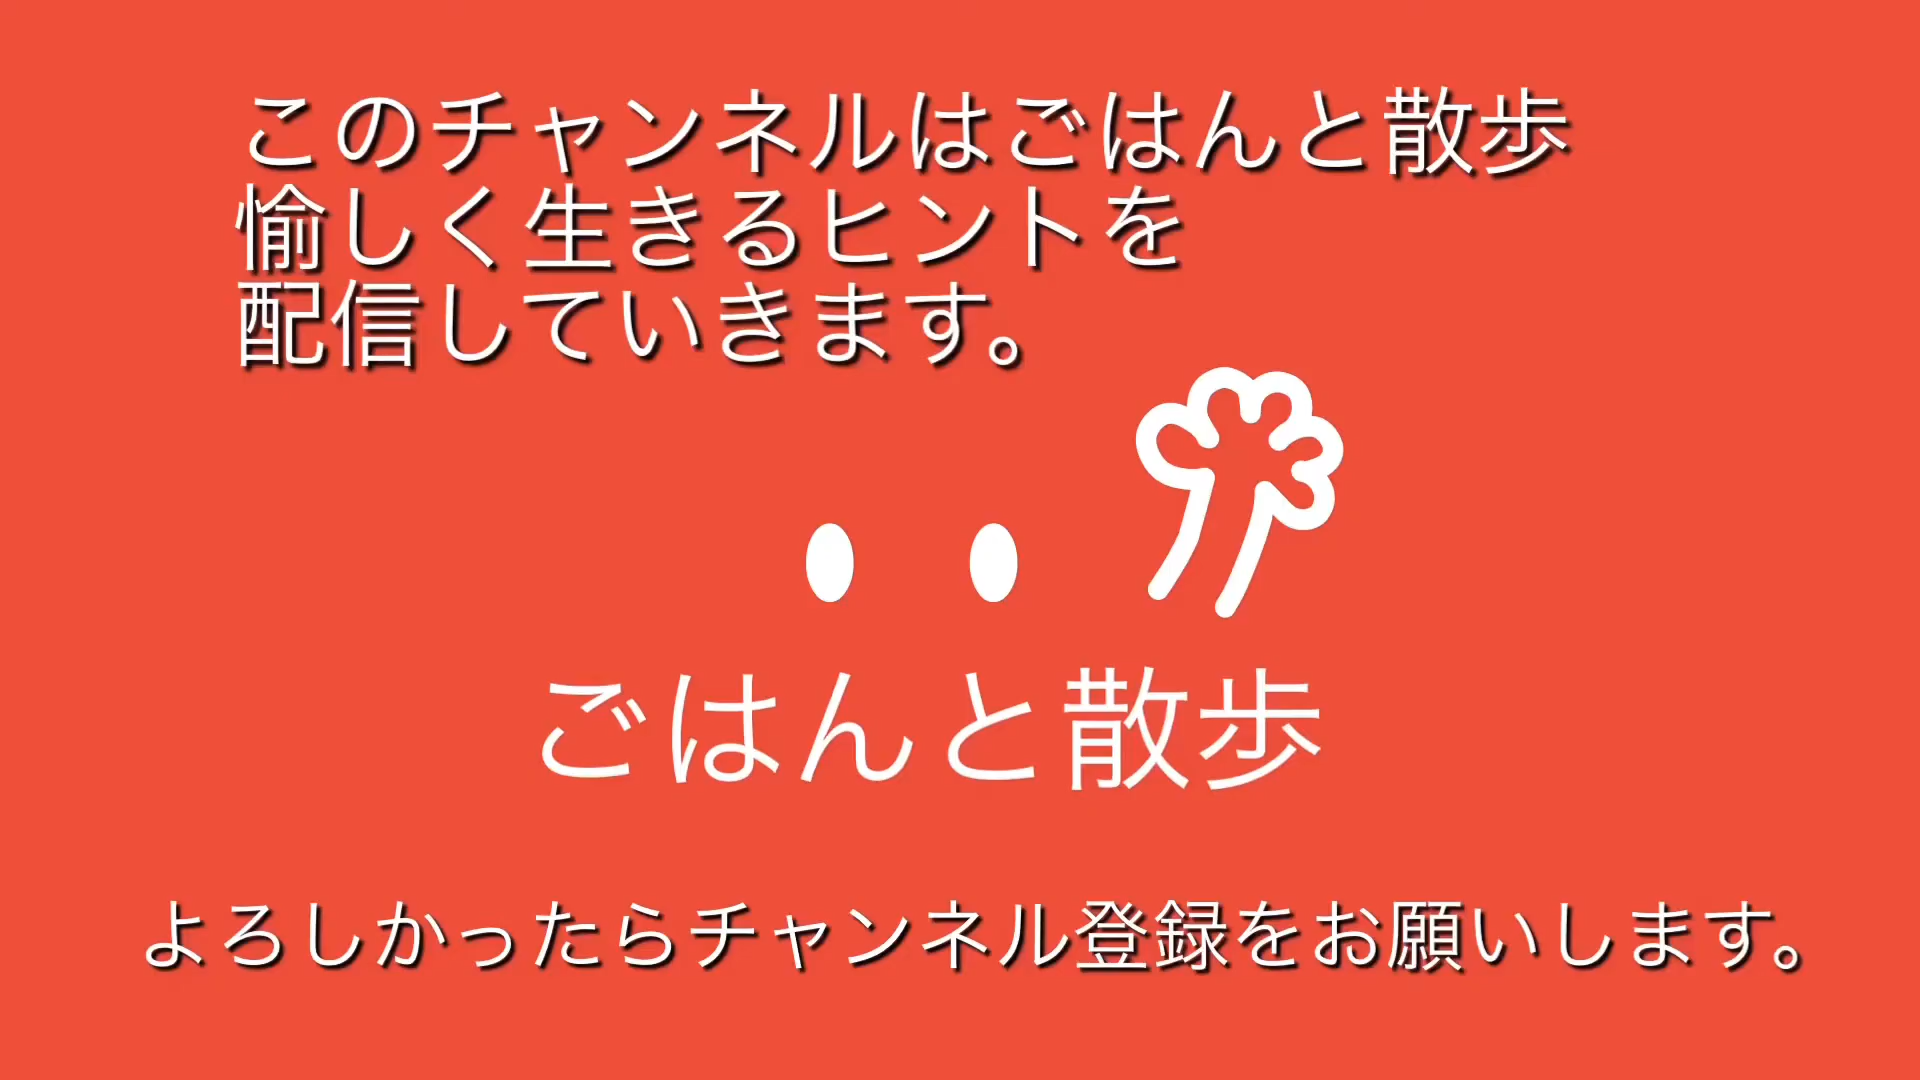 このチャンネルはごはんと散歩
愉しく生きるヒントを
配信していきます。
ごはんと散歩
よろしかったらチャンネル登録をお願いします。